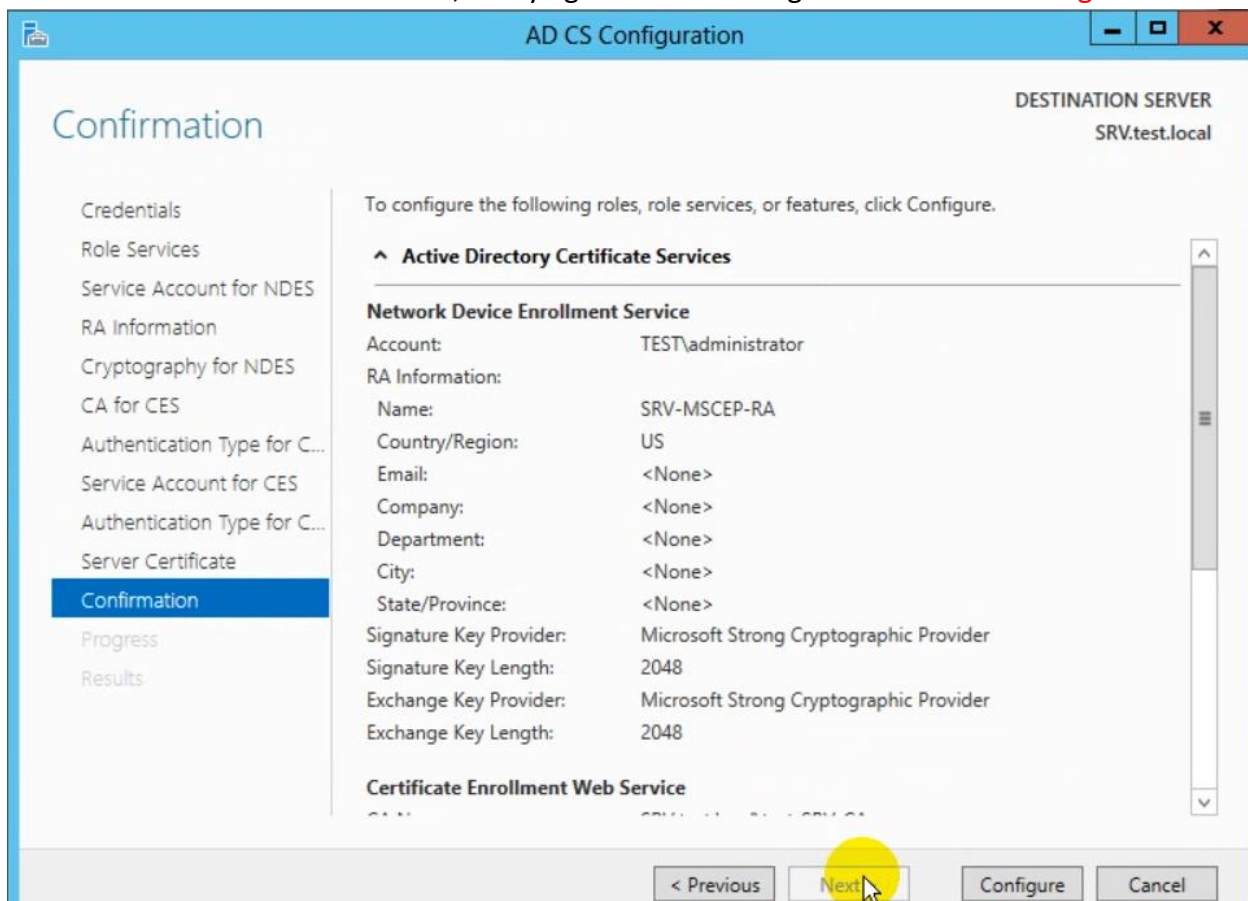 AD CS Configuration
Confirmation
DESTINATION SERVER
SRV.test.local
Credentials
Role Services
Service Account for NDES
RA Information
Cryptography for NDES
CA for CES
Authentication Type for C...
Service Account for CES
Authentication Type for C...
Server Certificate
Confirmation
Progress
Results
To configure the following roles, role services, or features, click Configure.
Active Directory Certificate Services
Network Device Enrollment Service
Account: TEST\administrator
RA Information:
Name: SRV-MSCEP-RA
Country/Region: US
Email: <None>
Company: <None>
Department: <None>
City: <None>
State/Province: <None>
Signature Key Provider: Microsoft Strong Cryptographic Provider
Signature Key Length: 2048
Exchange Key Provider: Microsoft Strong Cryptographic Provider
Exchange Key Length: 2048
Certificate Enrollment Web Service
< Previous
Next
Configure
Cancel